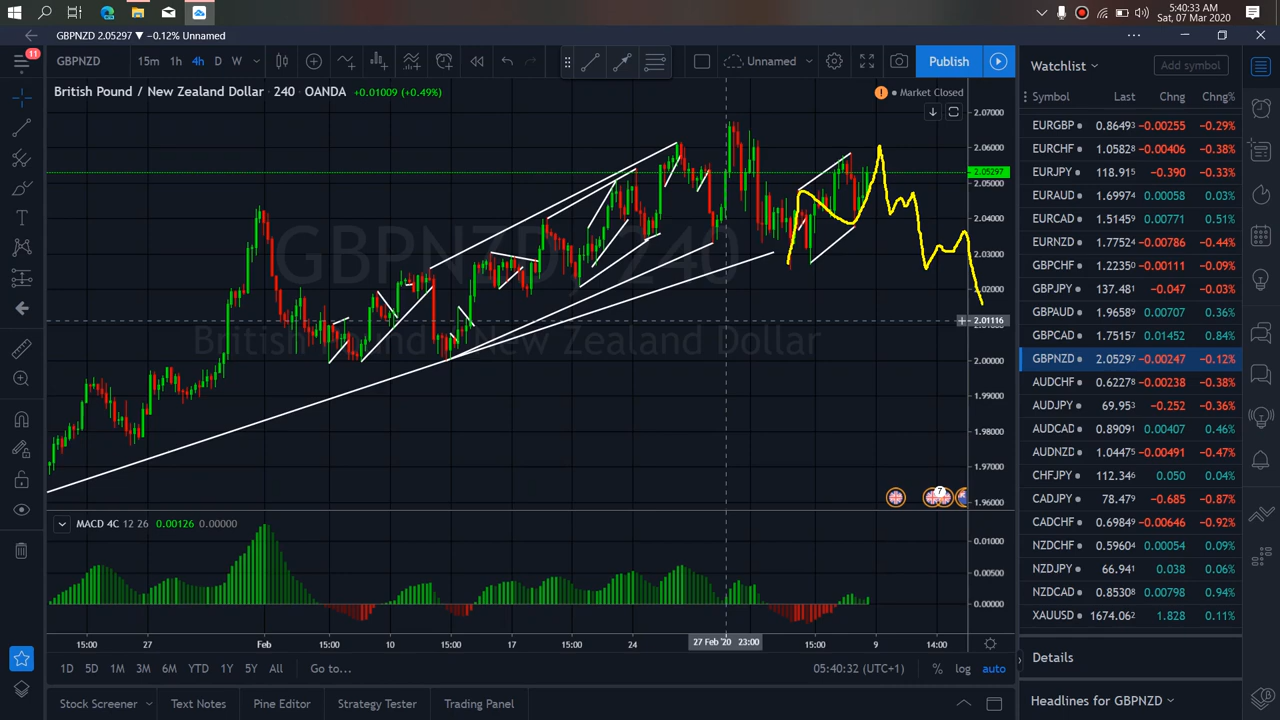 5:40:33 AM
Sat, 07 Mar 2020
GBPNZD 2.05297 ▼ −0.12% Unnamed
11
GBPNZD 15m 1h 4h D W Unnamed Publish
Watchlist Add symbol
British Pound / New Zealand Dollar · 240 · OANDA +0.01009 (+0.49%)
Market Closed
Symbol Last Chng Chng%
EURGBP 0.86493 -0.00255 -0.29%
EURCHF 1.05828 -0.00406 -0.38%
EURJPY 118.915 -0.390 -0.33%
EURAUD 1.69974 0.00058 0.03%
EURCAD 1.51459 0.00771 0.51%
EURNZD 1.77524 -0.00786 -0.44%
GBPCHF 1.22350 -0.00111 -0.09%
GBPJPY 137.481 -0.04 -0.03%
GBPAUD 1.96589 0.00707 0.36%
GBPCAD 1.75157 0.01452 0.84%
GBPNZD 2.05297 -0.00247 -0.12%
AUDCHF 0.62278 -0.00238 -0.38%
AUDJPY 69.953 -0.252 -0.36%
AUDCAD 0.89091 0.00407 0.46%
AUDNZD 1.04475 -0.00491 -0.47%
CHFJPY 112.346 0.050 0.04%
CADJPY 78.479 -0.685 -0.87%
CADCHF 0.69849 -0.00646 -0.92%
NZDCHF 0.59604 0.00054 0.09%
NZDJPY 66.941 0.038 0.06%
NZDCAD 0.85308 0.00798 0.94%
XAUUSD 1674.062 1.828 0.11%
2.07000
2.06000
2.05297
2.05000
2.04000
2.03000
2.02000
2.01116
2.00000
1.99000
1.98000
1.97000
1.96000
GBPNZD, 240
British Pound / New Zealand Dollar
7
MACD 4C 12 26 0.00126 0.00000
0.01000
0.00500
0.00000
15:00 27 Feb 15:00 10 15:00 17 15:00 24 27 Feb '20 23:00 15:00 9 14:00
1D 5D 1M 3M 6M YTD 1Y 5Y All Go to... 05:40:32 (UTC+1) % log auto
Details
Stock Screener Text Notes Pine Editor Strategy Tester Trading Panel
Headlines for GBPNZD